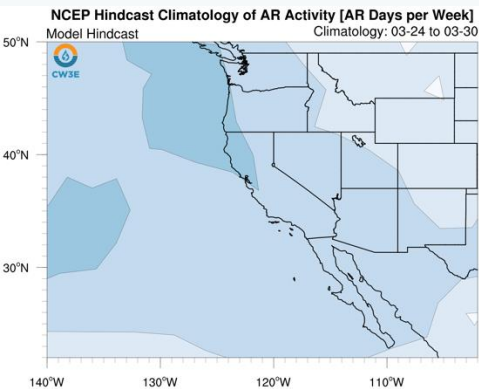 NCEP Hindcast Climatology of AR Activity [AR Days per Week]
Model Hindcast
Climatology: 03-24 to 03-30
CW3E
50°N
40°N
30°N
140°W
130°W
120°W
110°W